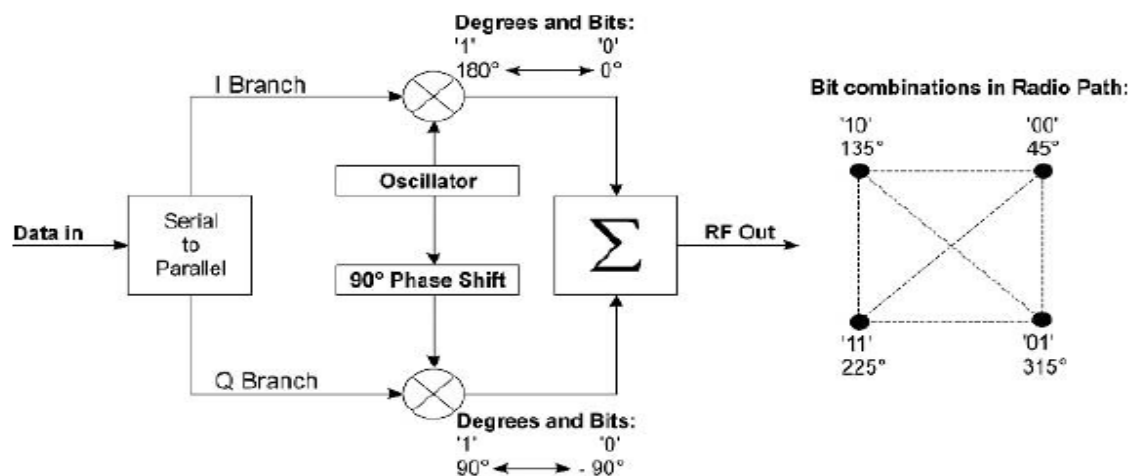 Degrees and Bits:
'1' '0'
180° 0°
I Branch
Bit combinations in Radio Path:
'10' '00'
135° 45°
Oscillator
Data in
Serial
to
Parallel
Σ
RF Out
90° Phase Shift
'11' '01'
225° 315°
Q Branch
Degrees and Bits:
'1' '0'
90° - 90°